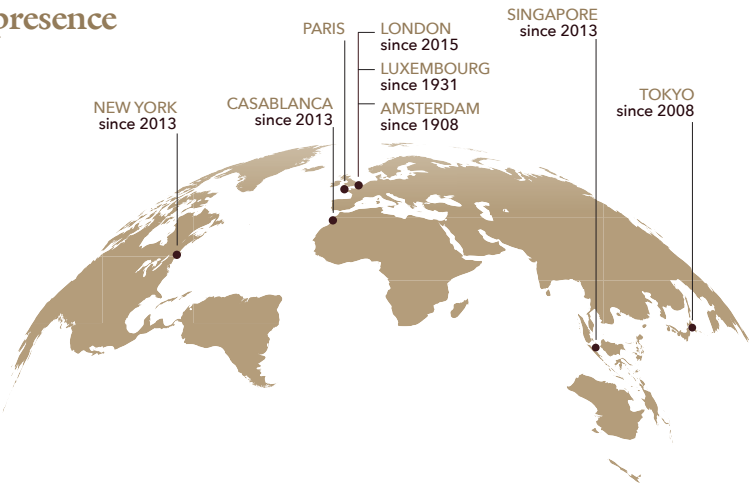 presence
PARIS
LONDON
since 2015
LUXEMBOURG
since 1931
AMSTERDAM
since 1908
SINGAPORE
since 2013
NEW YORK
since 2013
CASABLANCA
since 2013
TOKYO
since 2008